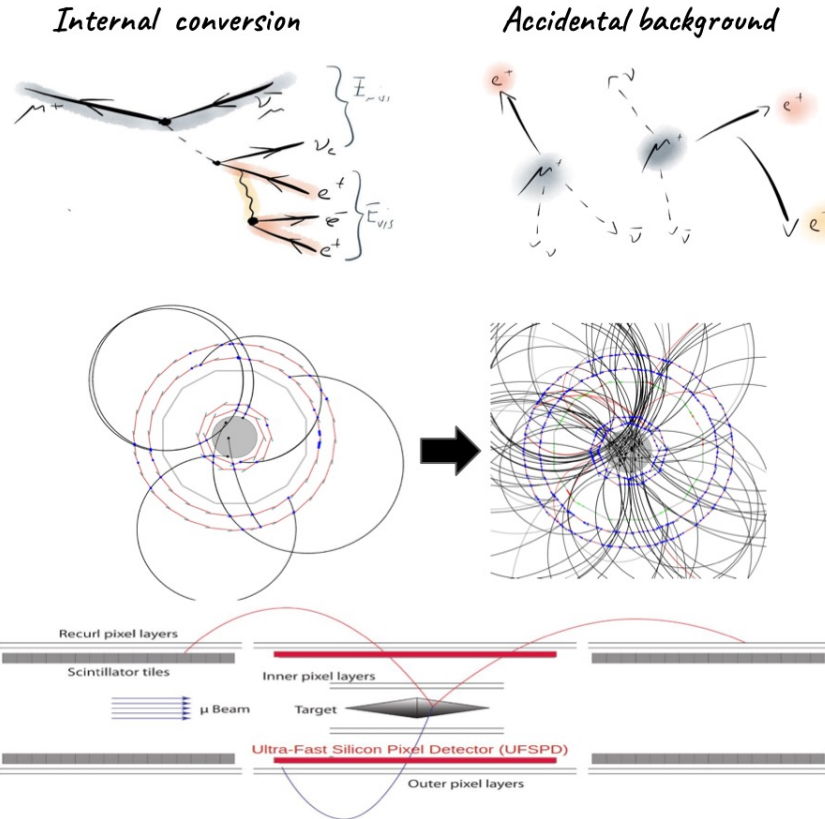 Internal conversion
Accidental background
μ+
ν̄μ
νe
e+
e-
e+
Evis
e+
μ+
ν
ν̄
ν
μ+
ν̄
e+
e-
Recurl pixel layers
Scintillator tiles
Inner pixel layers
μ Beam
Target
Ultra-Fast Silicon Pixel Detector (UFSPD)
Outer pixel layers